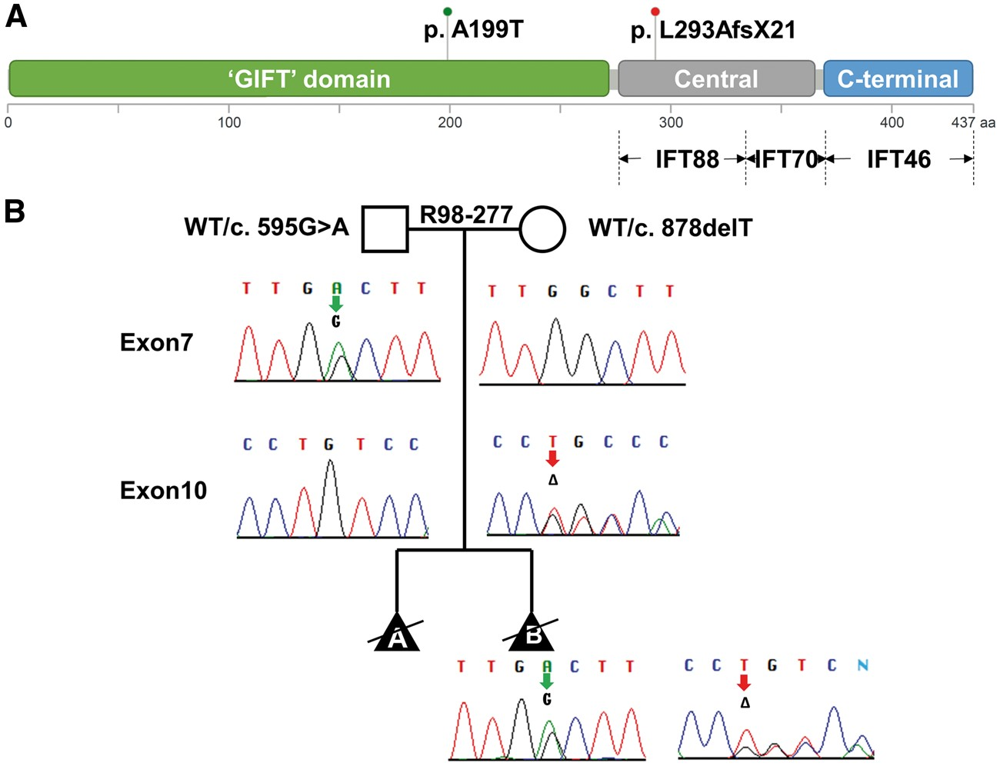 A
p. A199T
p. L293AfsX21
‘GIFT’ domain
Central
C-terminal
0
100
200
300
400
437 aa
IFT88
IFT70
IFT46
B
WT/c. 595G>A
R98-277
WT/c. 878delT
T T G A C T T
G
T T G G C T T
Exon7
C C T G T C C
C C T G C C C
Δ
Exon10
A
B
T T G A C T T
G
C C T G T C N
Δ